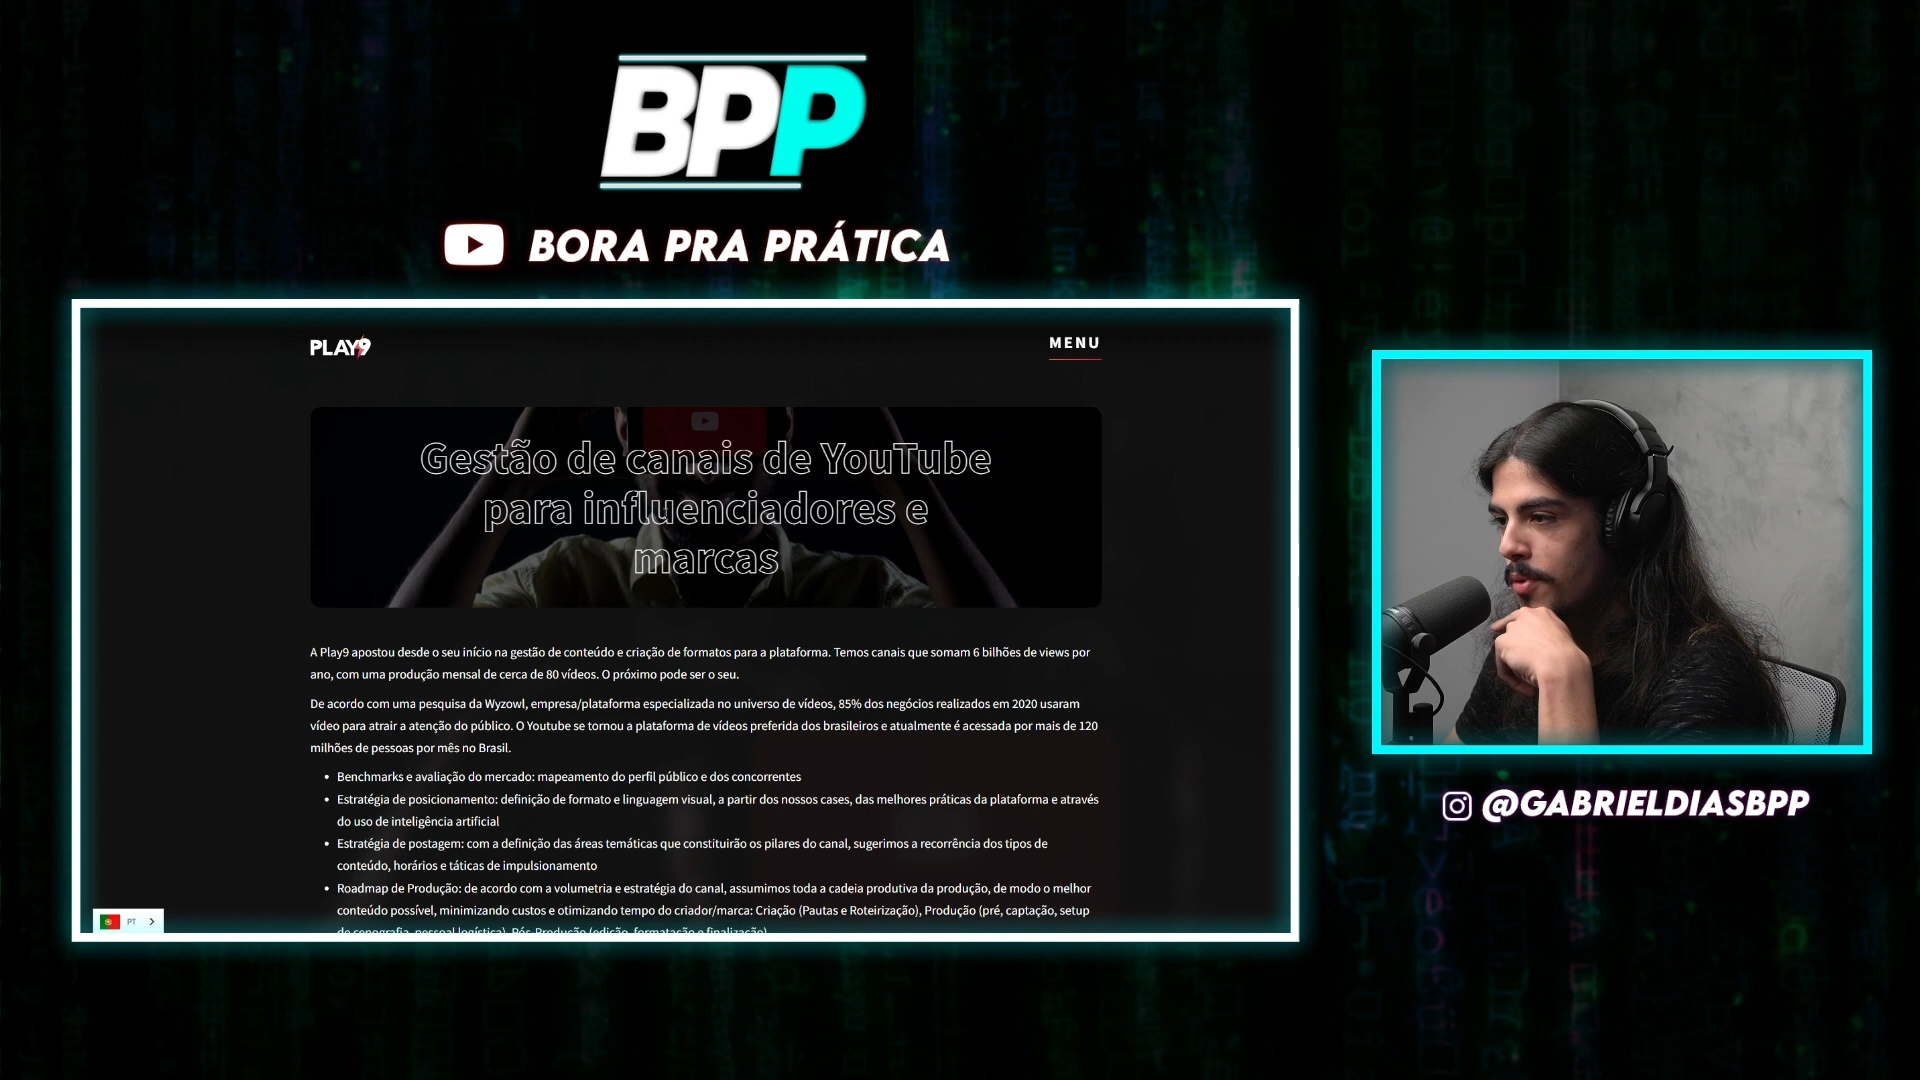 BPP
BORA PRA PRÁTICA
PLAY9
MENU
Gestão de canais de YouTube
para influenciadores e
marcas
A Play9 apostou desde o seu início na gestão de conteúdo e criação de formatos para a plataforma. Temos canais que somam 6 bilhões de views por
ano, com uma produção mensal de cerca de 80 vídeos. O próximo pode ser o seu.
De acordo com uma pesquisa da Wyzowl, empresa/plataforma especializada no universo de vídeos, 85% dos negócios realizados em 2020 usaram
vídeo para atrair a atenção do público. O Youtube se tornou a plataforma de vídeos preferida dos brasileiros e atualmente é acessada por mais de 120
milhões de pessoas por mês no Brasil.
• Benchmarks e avaliação do mercado: mapeamento do perfil público e dos concorrentes
• Estratégia de posicionamento: definição de formato e linguagem visual, a partir dos nossos cases, das melhores práticas da plataforma e através
do uso de inteligência artificial
• Estratégia de postagem: com a definição das áreas temáticas que constituirão os pilares do canal, sugerimos a recorrência dos tipos de
conteúdo, horários e táticas de impulsionamento
• Roadmap de Produção: de acordo com a volumetria e estratégia do canal, assumimos toda a cadeia produtiva da produção, de modo o melhor
conteúdo possível, minimizando custos e otimizando tempo do criador/marca: Criação (Pautas e Roteirização), Produção (pré, captação, setup
de cenografia, pessoal logística), Pós-Produção (edição, formatação e finalização)
PT
@GABRIELDIASBPP